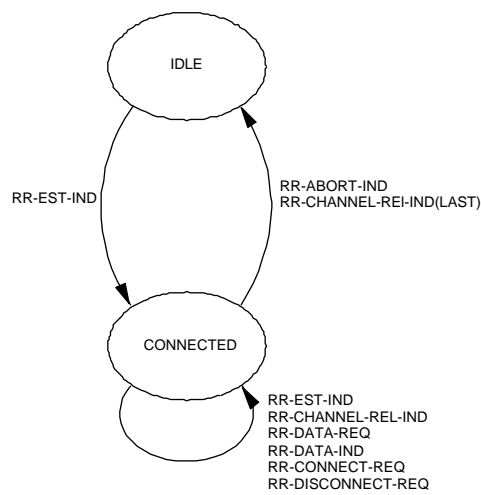 IDLE
RR-EST-IND
RR-ABORT-IND
RR-CHANNEL-REl-IND(LAST)
CONNECTED
RR-EST-IND
RR-CHANNEL-REL-IND
RR-DATA-REQ
RR-DATA-IND
RR-CONNECT-REQ
RR-DISCONNECT-REQ